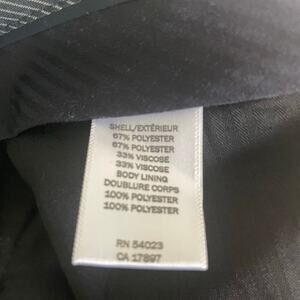 SHELL/EXTÉRIEUR
67% POLYESTER
67% POLYESTER
33% VISCOSE
33% VISCOSE
BODY LINING
DOUBLURE CORPS
100% POLYESTER
100% POLYESTER
RN 54023
CA 17897